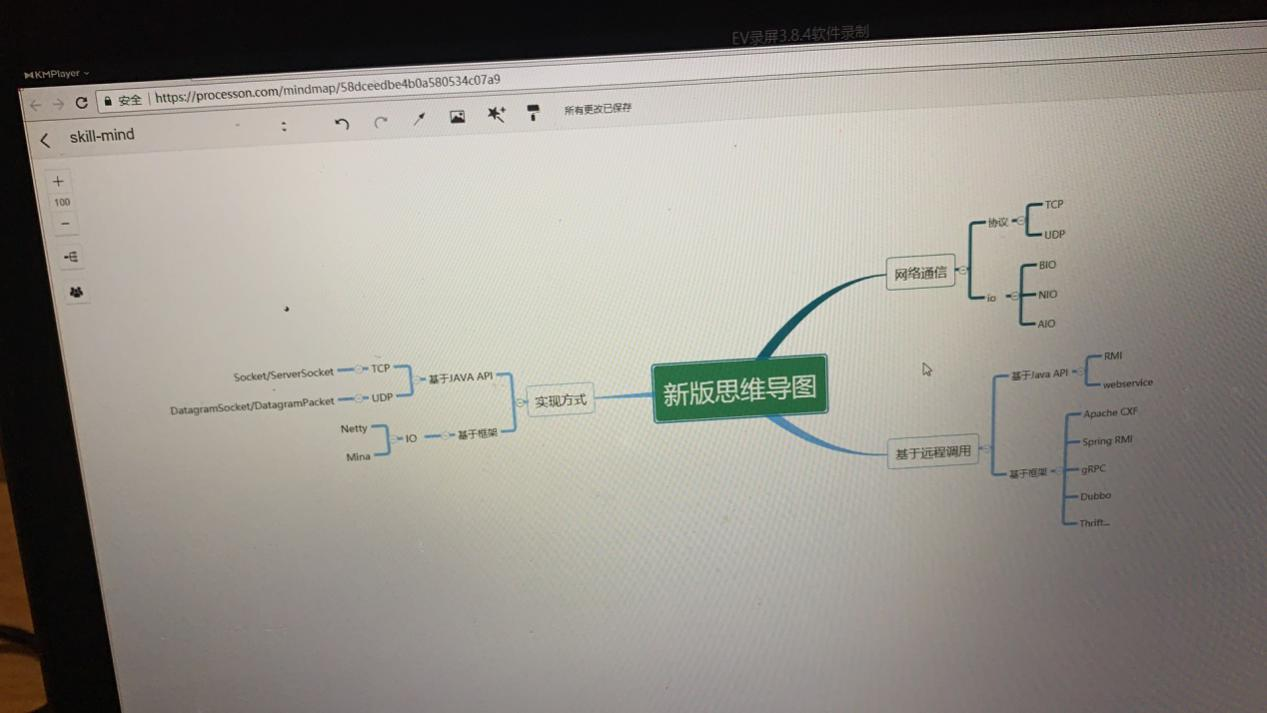 EV录屏3.8.4软件录制
KMPlayer
安全 | https://processon.com/mindmap/58dceedbe4b0a580534c07a9
skill-mind
所有更改已保存
100
新版思维导图
网络通信
协议
TCP
UDP
io
BIO
NIO
AIO
基于远程调用
基于Java API
RMI
webservice
基于框架
Apache CXF
Spring RMI
gRPC
Dubbo
Thrift...
实现方式
基于JAVA API
TCP
Socket/ServerSocket
UDP
DatagramSocket/DatagramPacket
基于框架
IO
Netty
Mina